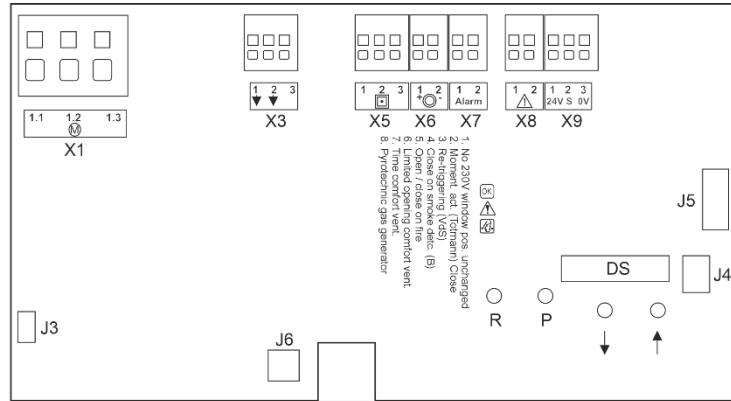 1 2 3
1 2 3
1 2
1 2
1 2
1 2 3
+ -
Alarm
24V S 0V
1.1 1.2 1.3
M
X1
X3
X5
X6
X7
X8
X9
1. No 230V window pos. unchanged
2. Moment. act. (Totmann) Close
3. Re-triggering (VdS)
4. Close on smoke detc. (B)
5. Open / close on fire
6. Limited opening comfort vent.
7. Time comfort vent.
8. Pyrotechnic gas generator
OK
J5
DS
J4
R
P
J3
J6